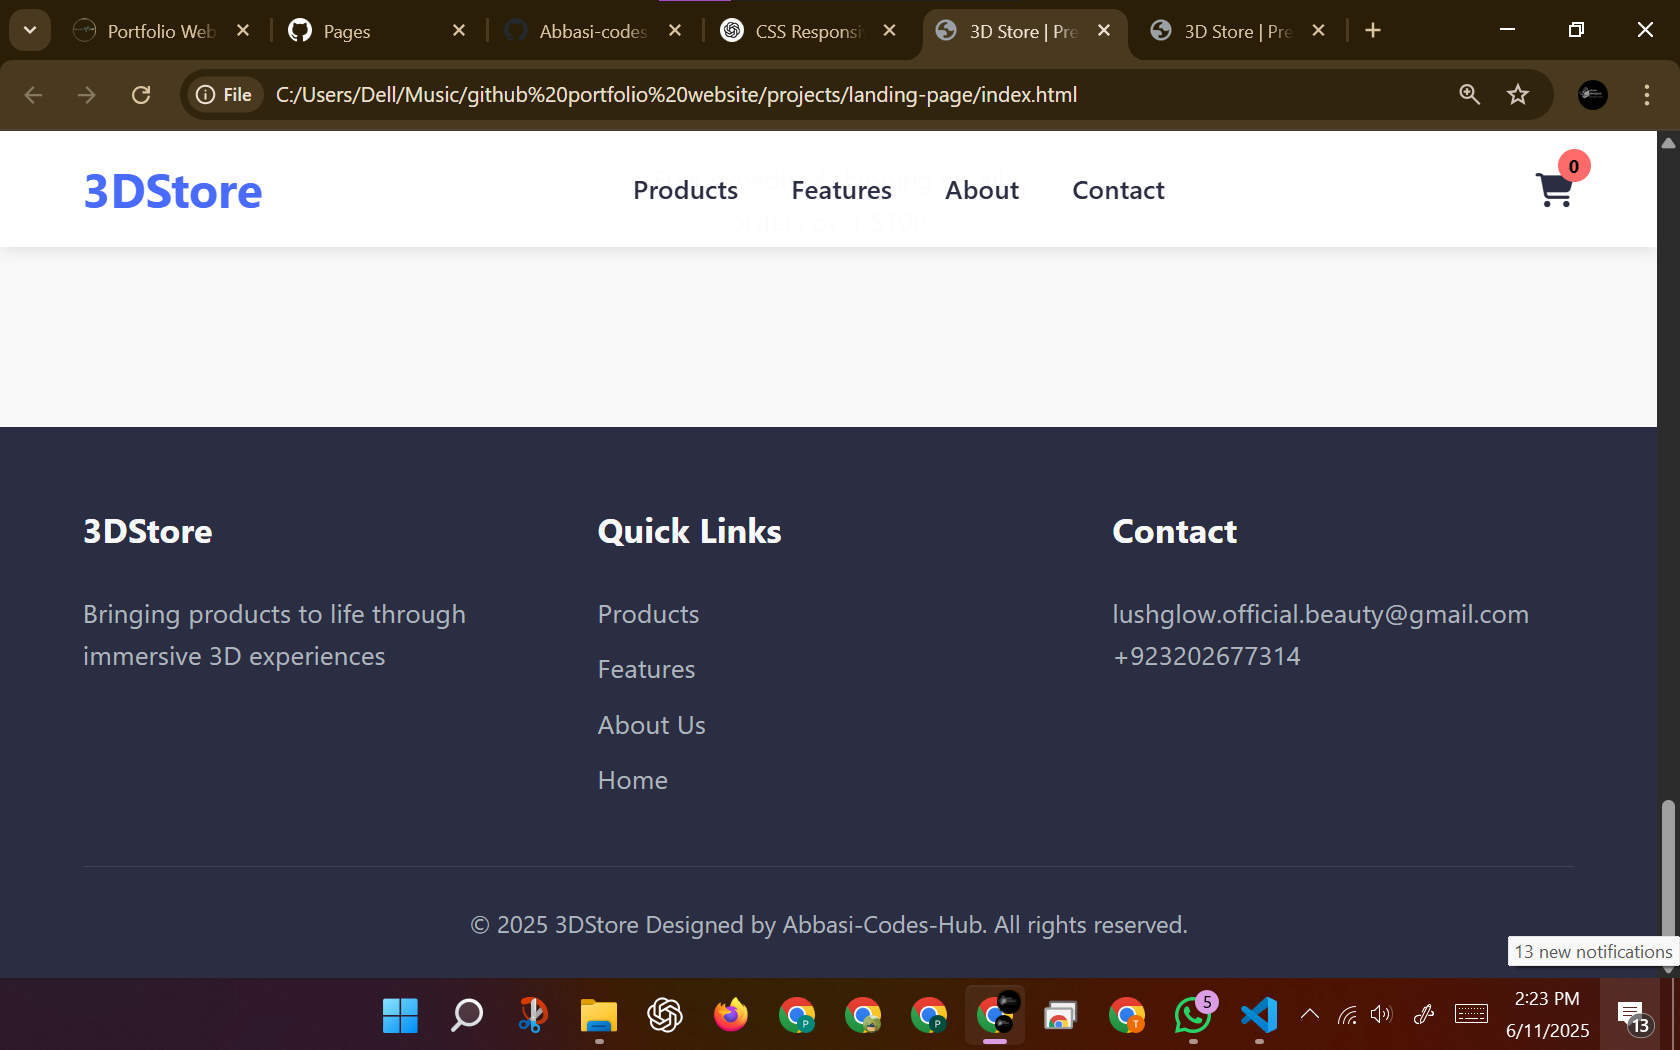 Portfolio Web
Pages
Abbasi-codes
CSS Responsi
3D Store | Pre
3D Store | Pre
File
C:/Users/Dell/Music/github%20portfolio%20website/projects/landing-page/index.html
3DStore
Products
Features
About
Contact
0
orders over $100
3DStore
Bringing products to life through
immersive 3D experiences
Quick Links
Products
Features
About Us
Home
Contact
lushglow.official.beauty@gmail.com
+923202677314
© 2025 3DStore Designed by Abbasi-Codes-Hub. All rights reserved.
13 new notifications
P
P
T
5
2:23 PM
6/11/2025
13